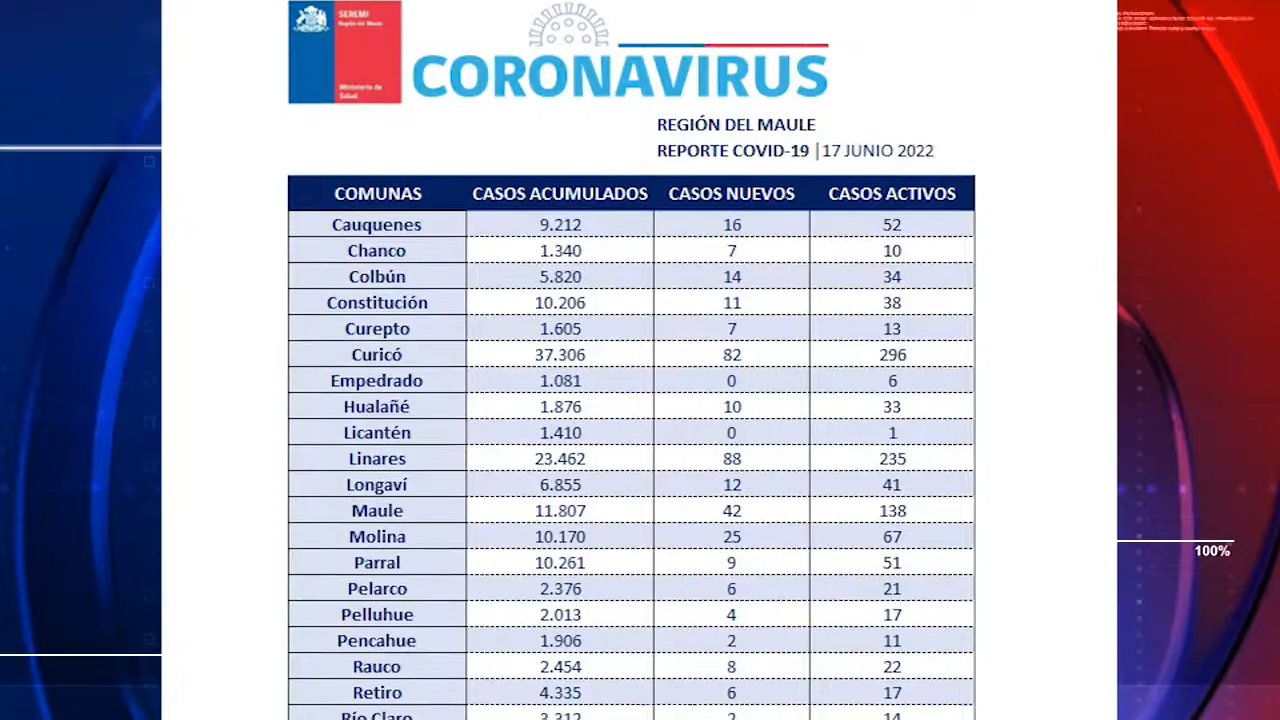 SEREMI
Región del Maule
Ministerio de
Salud
CORONAVIRUS
REGIÓN DEL MAULE
REPORTE COVID-19 | 17 JUNIO 2022
COMUNAS CASOS ACUMULADOS CASOS NUEVOS CASOS ACTIVOS
Cauquenes 9.212 16 52
Chanco 1.340 7 10
Colbún 5.820 14 34
Constitución 10.206 11 38
Curepto 1.605 7 13
Curicó 37.306 82 296
Empedrado 1.081 0 6
Hualañé 1.876 10 33
Licantén 1.410 0 1
Linares 23.462 88 235
Longaví 6.855 12 41
Maule 11.807 42 138
Molina 10.170 25 67
Parral 10.261 9 51
Pelarco 2.376 6 21
Pelluhue 2.013 4 17
Pencahue 1.906 2 11
Rauco 2.454 8 22
Retiro 4.335 6 17
Río Claro 3.312 2 14
100%